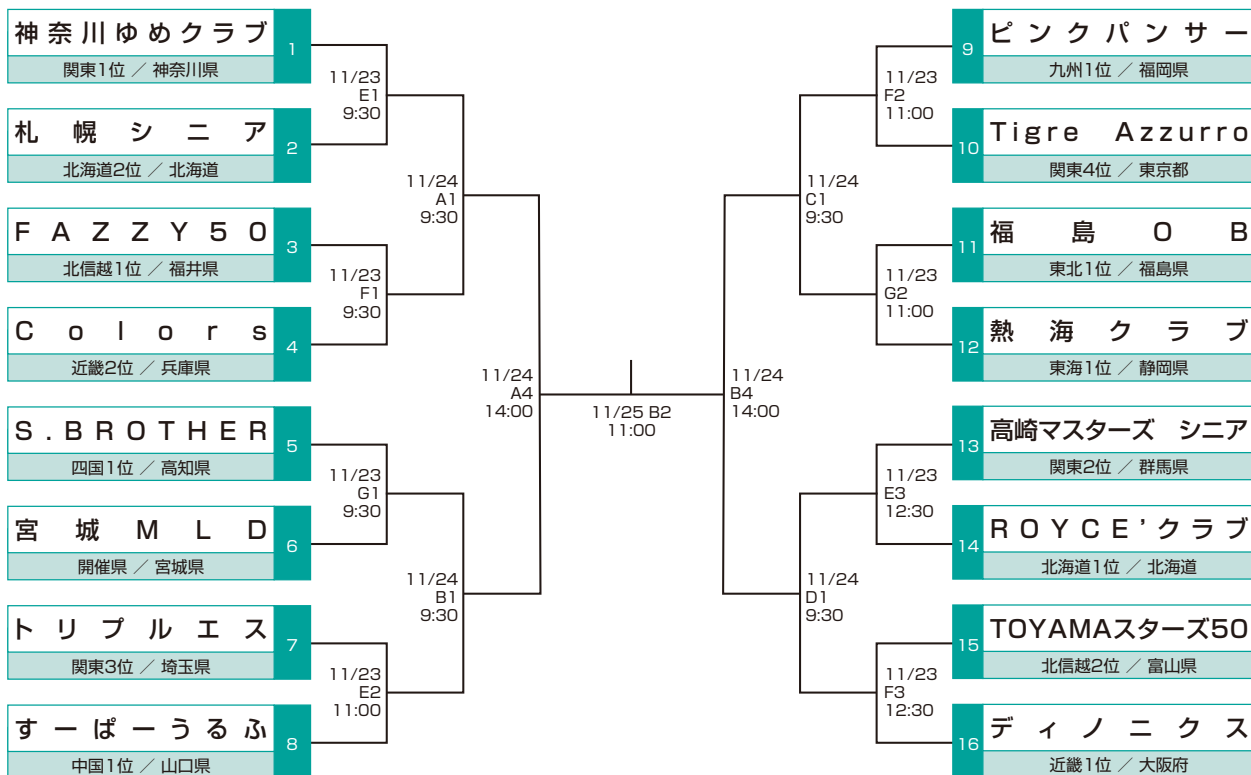 神奈川ゆめクラブ
1
関東1位 ／ 神奈川県
11/23
E1
9:30
札幌シニア
2
北海道2位 ／ 北海道
11/24
A1
9:30
FAZZY50
3
北信越1位 ／ 福井県
11/23
F1
9:30
Colors
4
近畿2位 ／ 兵庫県
11/24
A4
14:00
S.BROTHER
5
四国1位 ／ 高知県
11/23
G1
9:30
宮城MLD
6
開催県 ／ 宮城県
11/24
B1
9:30
トリプルエス
7
関東3位 ／ 埼玉県
11/23
E2
11:00
すーぱーうるふ
8
中国1位 ／ 山口県
11/25 B2
11:00
9
ピンクパンサー
九州1位 ／ 福岡県
11/23
F2
11:00
10
Tigre Azzurro
関東4位 ／ 東京都
11/24
C1
9:30
11
福島OB
東北1位 ／ 福島県
11/23
G2
11:00
12
熱海クラブ
東海1位 ／ 静岡県
11/24
B4
14:00
13
高崎マスターズ シニア
関東2位 ／ 群馬県
11/23
E3
12:30
14
ROYCE’クラブ
北海道1位 ／ 北海道
11/24
D1
9:30
15
TOYAMAスターズ50
北信越2位 ／ 富山県
11/23
F3
12:30
16
ディノニクス
近畿1位 ／ 大阪府